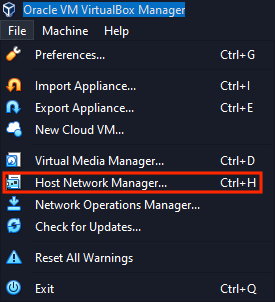 Oracle VM VirtualBox Manager
File Machine Help
Preferences... Ctrl+G
Import Appliance... Ctrl+I
Export Appliance... Ctrl+E
New Cloud VM...
Virtual Media Manager... Ctrl+D
Host Network Manager... Ctrl+H
Network Operations Manager...
Check for Updates...
Reset All Warnings
Exit Ctrl+Q